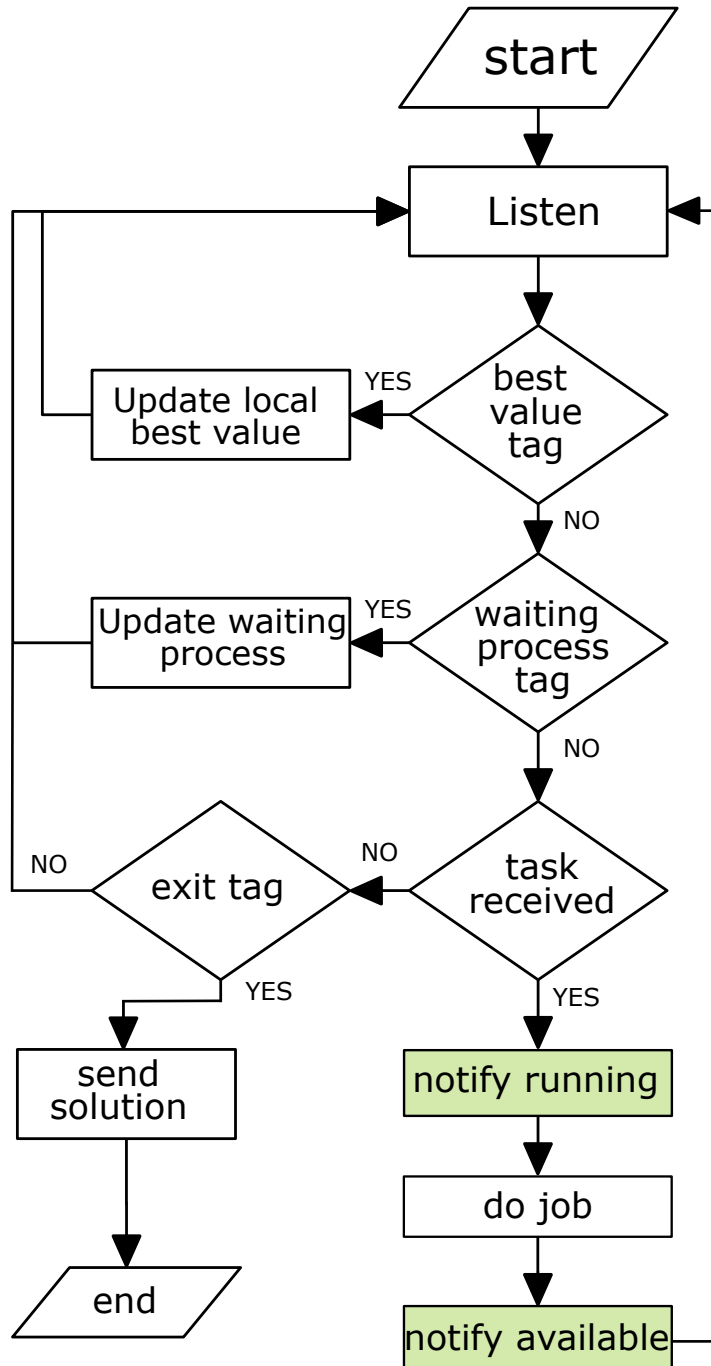 start
Listen
YES
best
value
tag
Update local
best value
NO
YES
waiting
process
tag
Update waiting
process
NO
NO
exit tag
NO
task
received
YES
YES
send
solution
notify running
do job
end
notify available